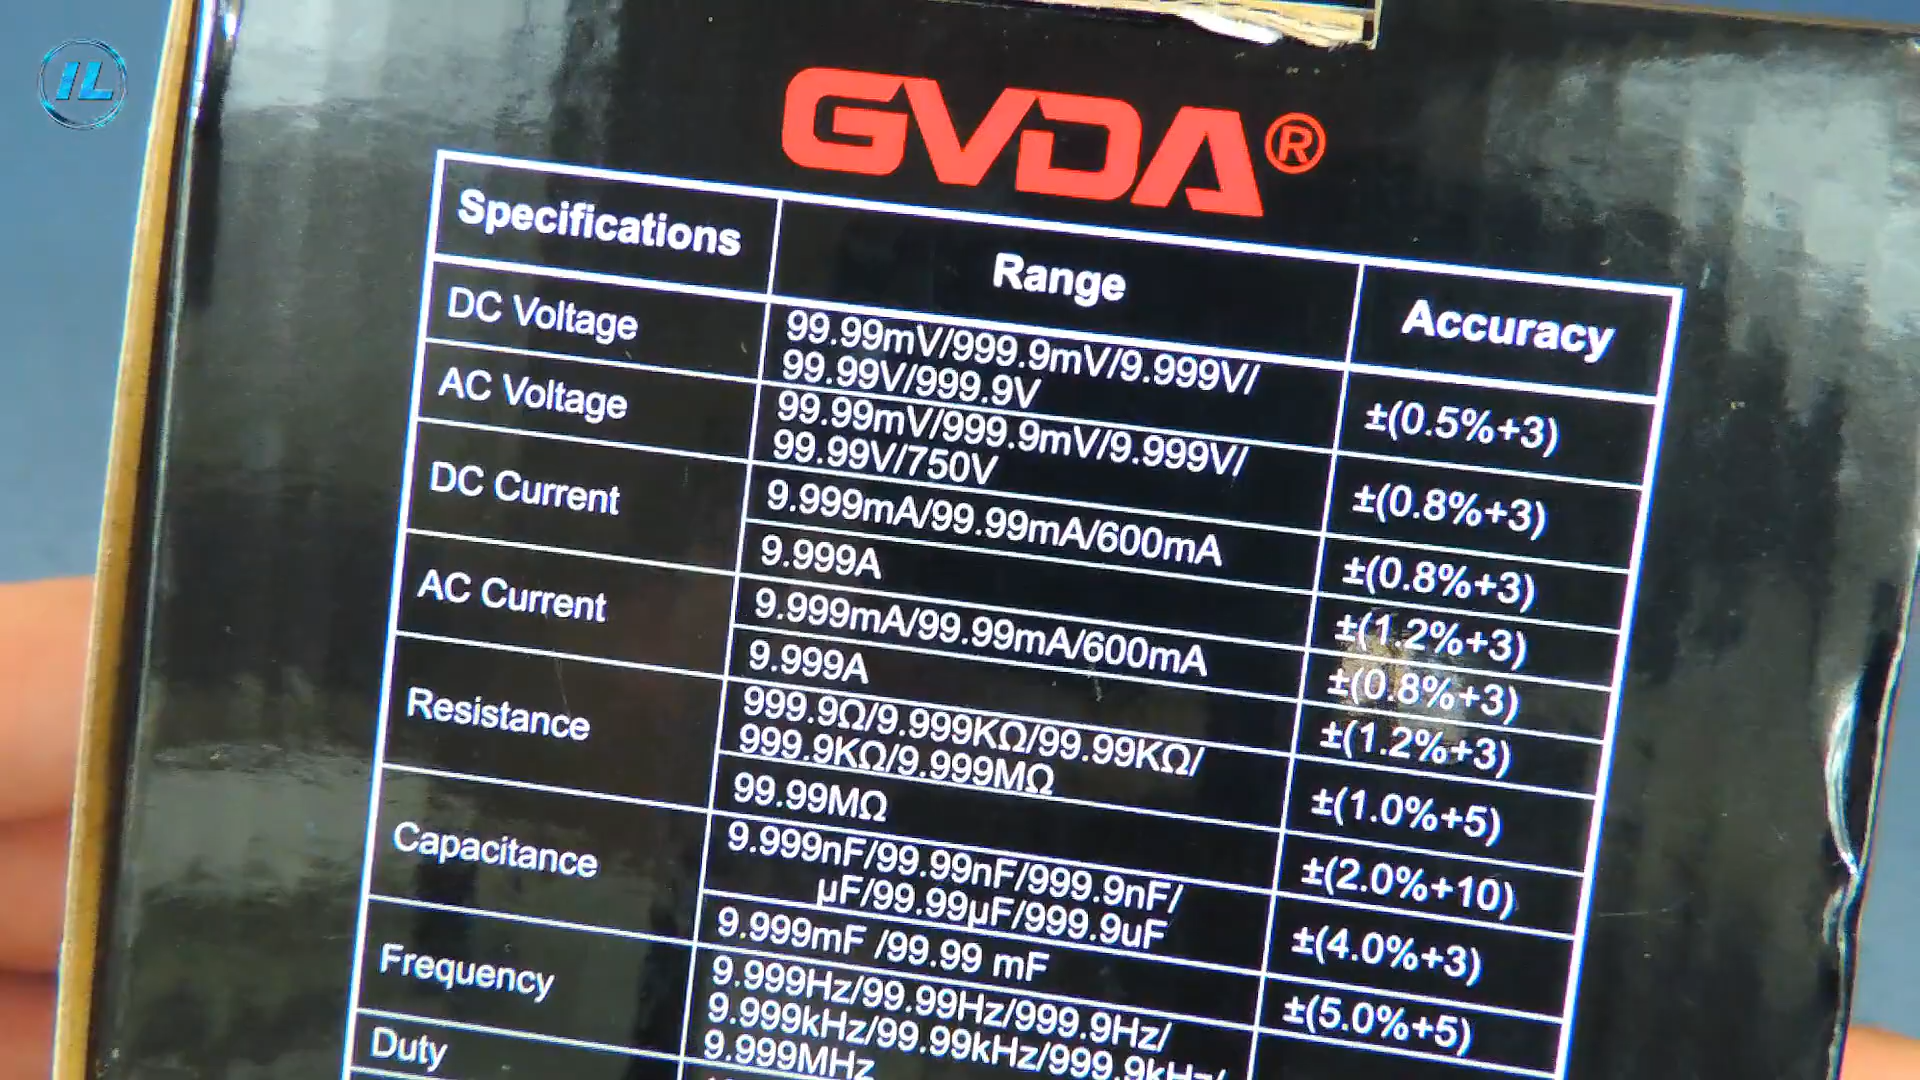 IL
GVDA®
Specifications Range Accuracy
DC Voltage 99.99mV/999.9mV/9.999V/
99.99V/999.9V ±(0.5%+3)
AC Voltage 99.99mV/999.9mV/9.999V/
99.99V/750V ±(0.8%+3)
DC Current 9.999mA/99.99mA/600mA ±(0.8%+3)
9.999A ±(1.2%+3)
AC Current 9.999mA/99.99mA/600mA ±(0.8%+3)
9.999A ±(1.2%+3)
Resistance 999.9Ω/9.999KΩ/99.99KΩ/
999.9KΩ/9.999MΩ ±(1.0%+5)
99.99MΩ ±(2.0%+10)
Capacitance 9.999nF/99.99nF/999.9nF/
μF/99.99μF/999.9uF ±(4.0%+3)
9.999mF /99.99 mF ±(5.0%+5)
Frequency 9.999Hz/99.99Hz/999.9Hz/
9.999kHz/99.99kHz/999.9kHz/
9.999MHz
Duty